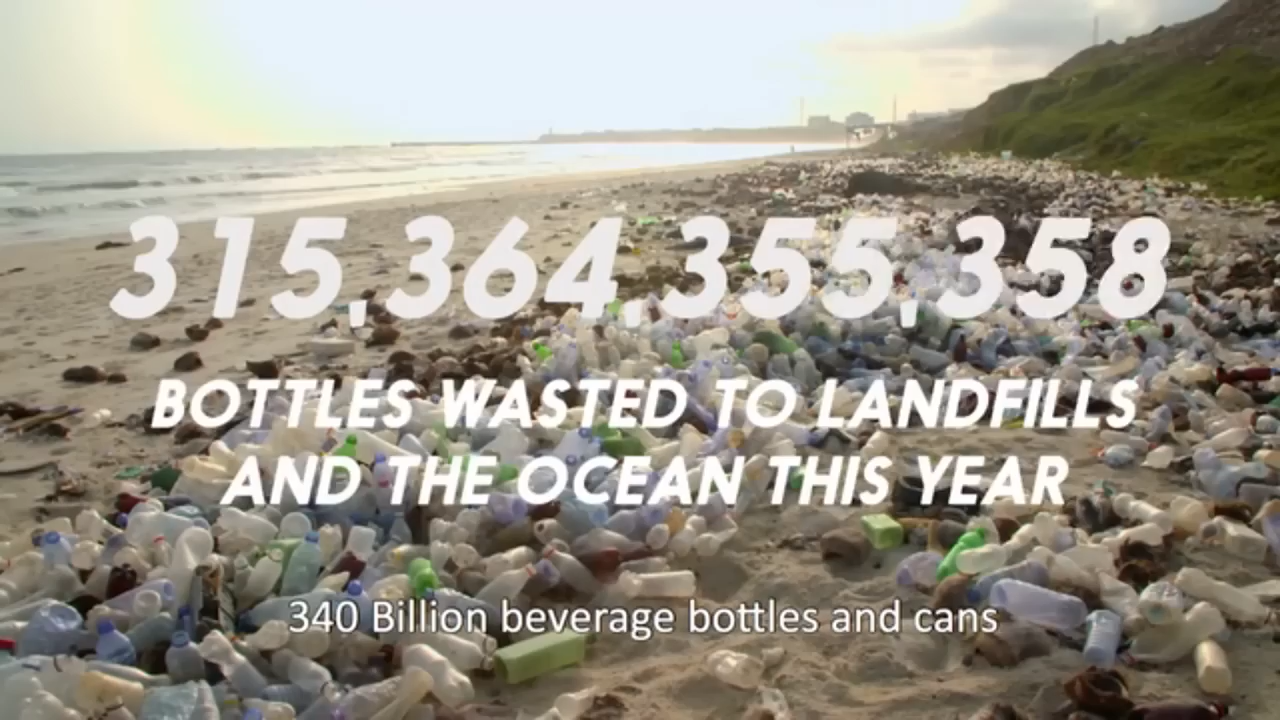 315,364,355,358
BOTTLES WASTED TO LANDFILLS
AND THE OCEAN THIS YEAR
340 Billion beverage bottles and cans